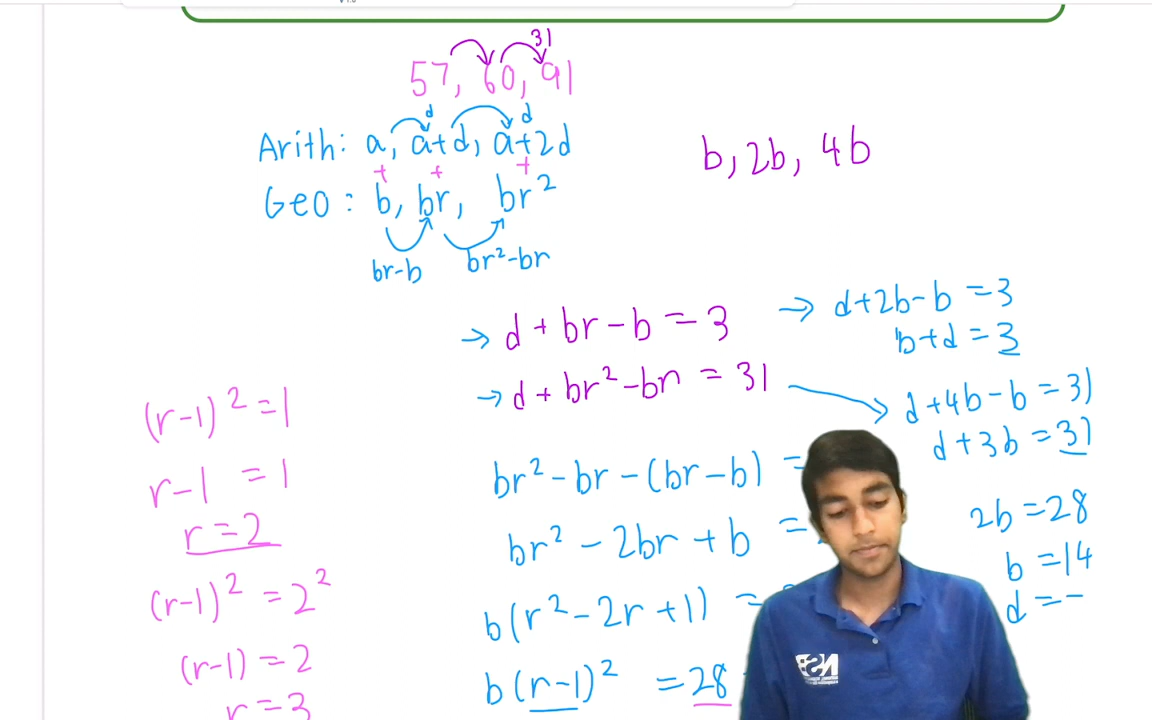 31
57, 60, 91
d d
Arith: a, a+d, a+2d
+ + +
Geo: b, br, br²
br-b br²-br
b, 2b, 4b
→ d + br - b = 3
→ d + br² - br = 31
br² - br - (br - b) =
br² - 2br + b =
b(r² - 2r + 1) =
b(r-1)² = 28
→ d+2b-b = 3
b+d = 3
d+4b-b = 31
d+3b = 31
2b = 28
b = 14
d = -
(r-1)² = 1
r-1 = 1
r = 2
(r-1)² = 2²
(r-1) = 2
r = 3